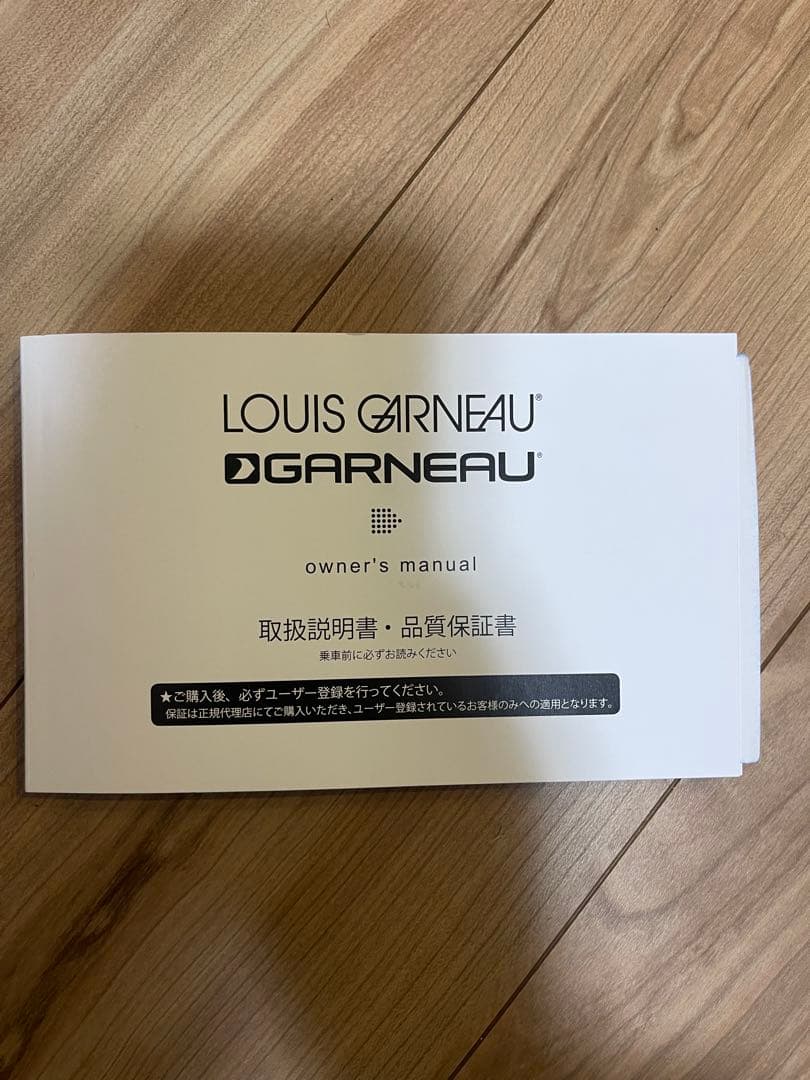 LOUIS GARNEAU®
GARNEAU®
owner's manual
取扱説明書・品質保証書
乗車前に必ずお読みください
★ご購入後、必ずユーザー登録を行ってください。
保証は正規代理店にてご購入いただき、ユーザー登録されているお客様のみへの適用となります。